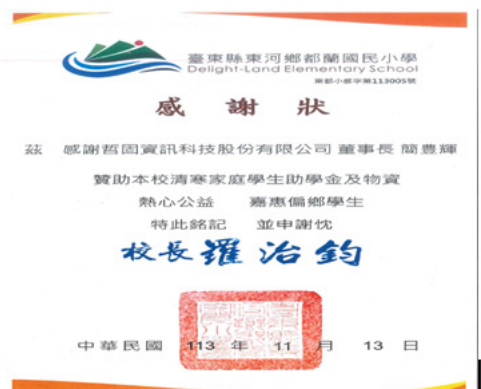 臺東縣東河鄉都蘭國民小學
Delight-Land Elementary School
東都小感字第113005號
感 謝 狀
茲 感謝哲固資訊科技股份有限公司 董事長 簡豊輝
贊助本校清寒家庭學生助學金及物資
熱心公益 嘉惠偏鄉學生
特此銘記 並申謝忱
校長 羅治鈞
中華民國 113 年 11 月 13 日